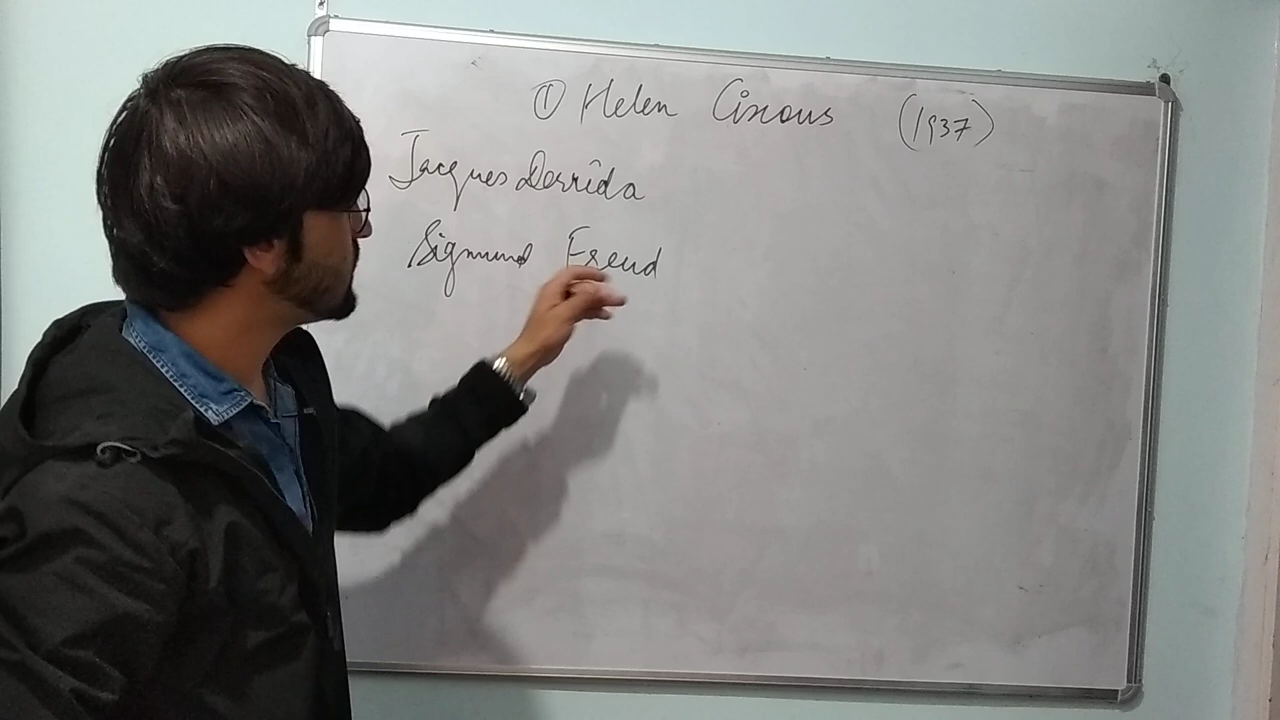 ① Helen Cixous (1937)
Jacques Derrida
Sigmund Freud